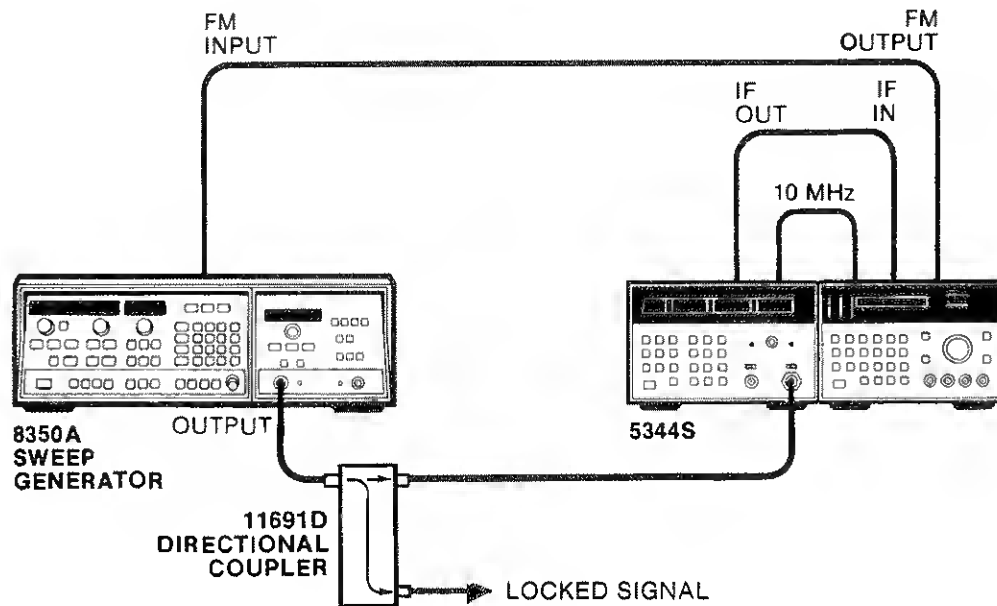 FM
INPUT
FM
OUTPUT
IF
OUT
IF
IN
10 MHz
OUTPUT
8350A
SWEEP
GENERATOR
5344S
11691D
DIRECTIONAL
COUPLER
LOCKED SIGNAL